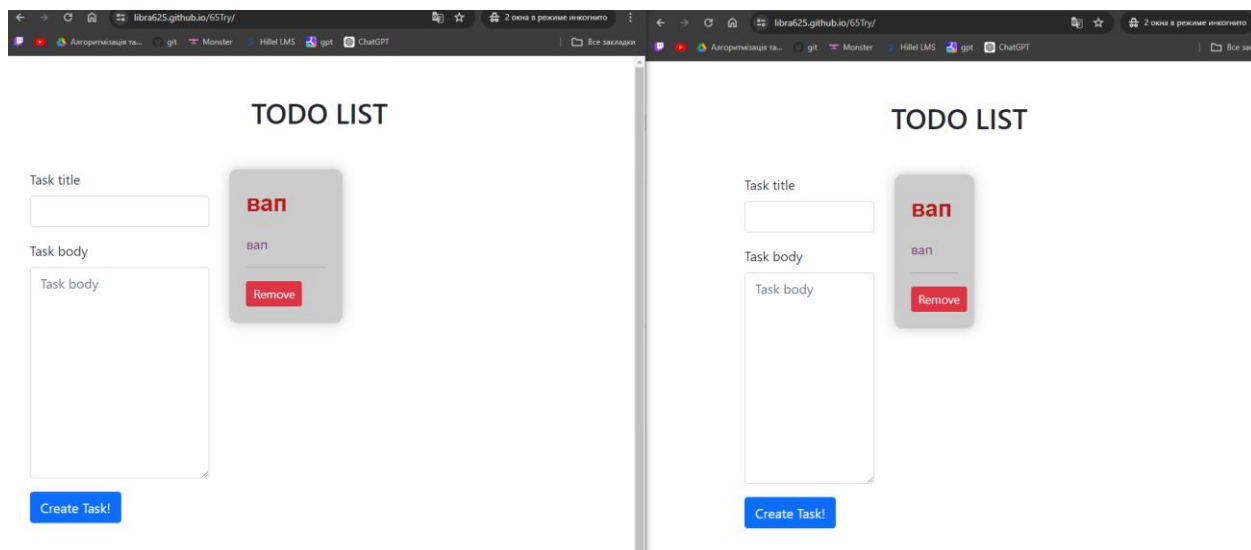 libra625.github.io/65Try/
2 окна в режиме инкогнито
Алгоритмізація та...
git
Monster
Hillel LMS
gpt
ChatGPT
Все закладки
TODO LIST
Task title
Task body
Task body
Create Task!
вап
вап
Remove
libra625.github.io/65Try/
2 окна в режиме инкогнито
Алгоритмізація та...
git
Monster
Hillel LMS
gpt
ChatGPT
Все за
TODO LIST
Task title
Task body
Task body
Create Task!
вап
вап
Remove